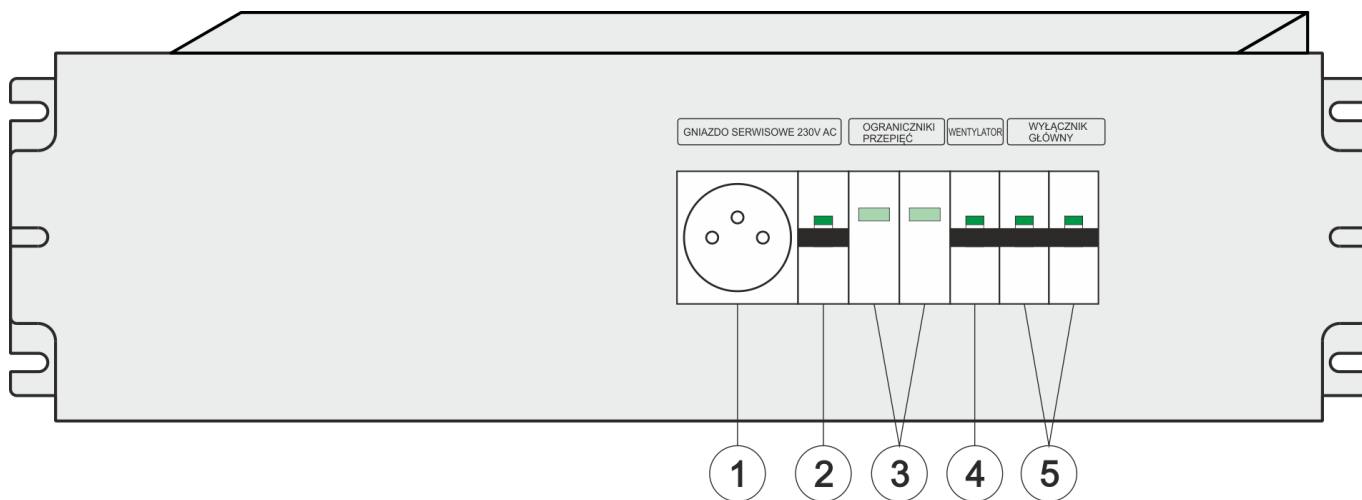 GNIAZDO SERWISOWE 230V AC
OGRANICZNIKI
PRZEPIĘĆ
WENTYLATOR
WYŁĄCZNIK
GŁÓWNY
1
2
3
4
5